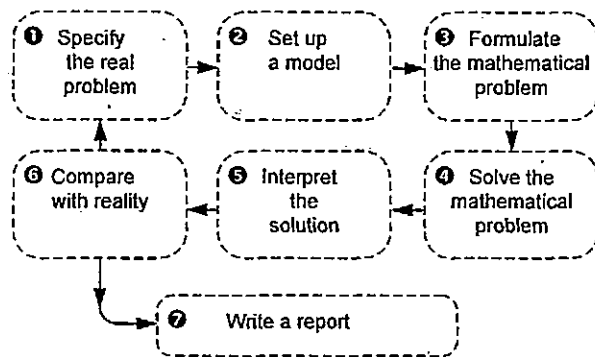 ❶ Specify
the real
problem
❷ Set up
a model
❸ Formulate
the mathematical
problem
❻ Compare
with reality
❺ Interpret
the
solution
❹ Solve the
mathematical
problem
❼ Write a report